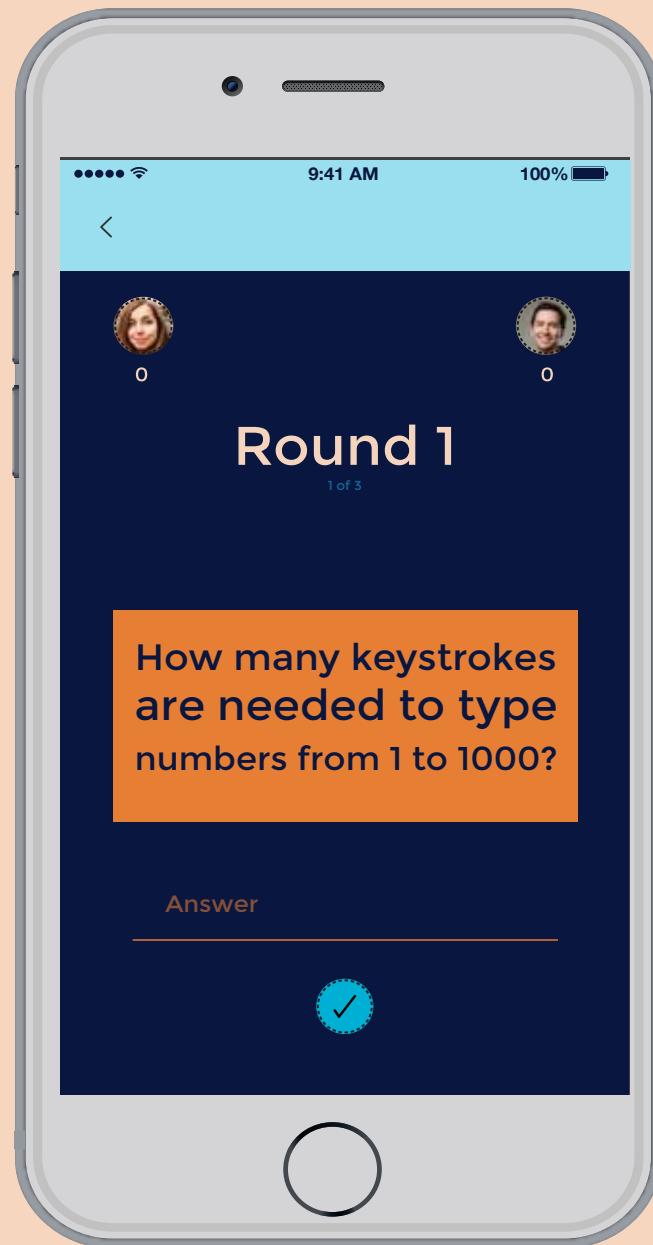 9:41 AM
100%
0
0
Round 1
1 of 3
How many keystrokes
are needed to type
numbers from 1 to 1000?
Answer